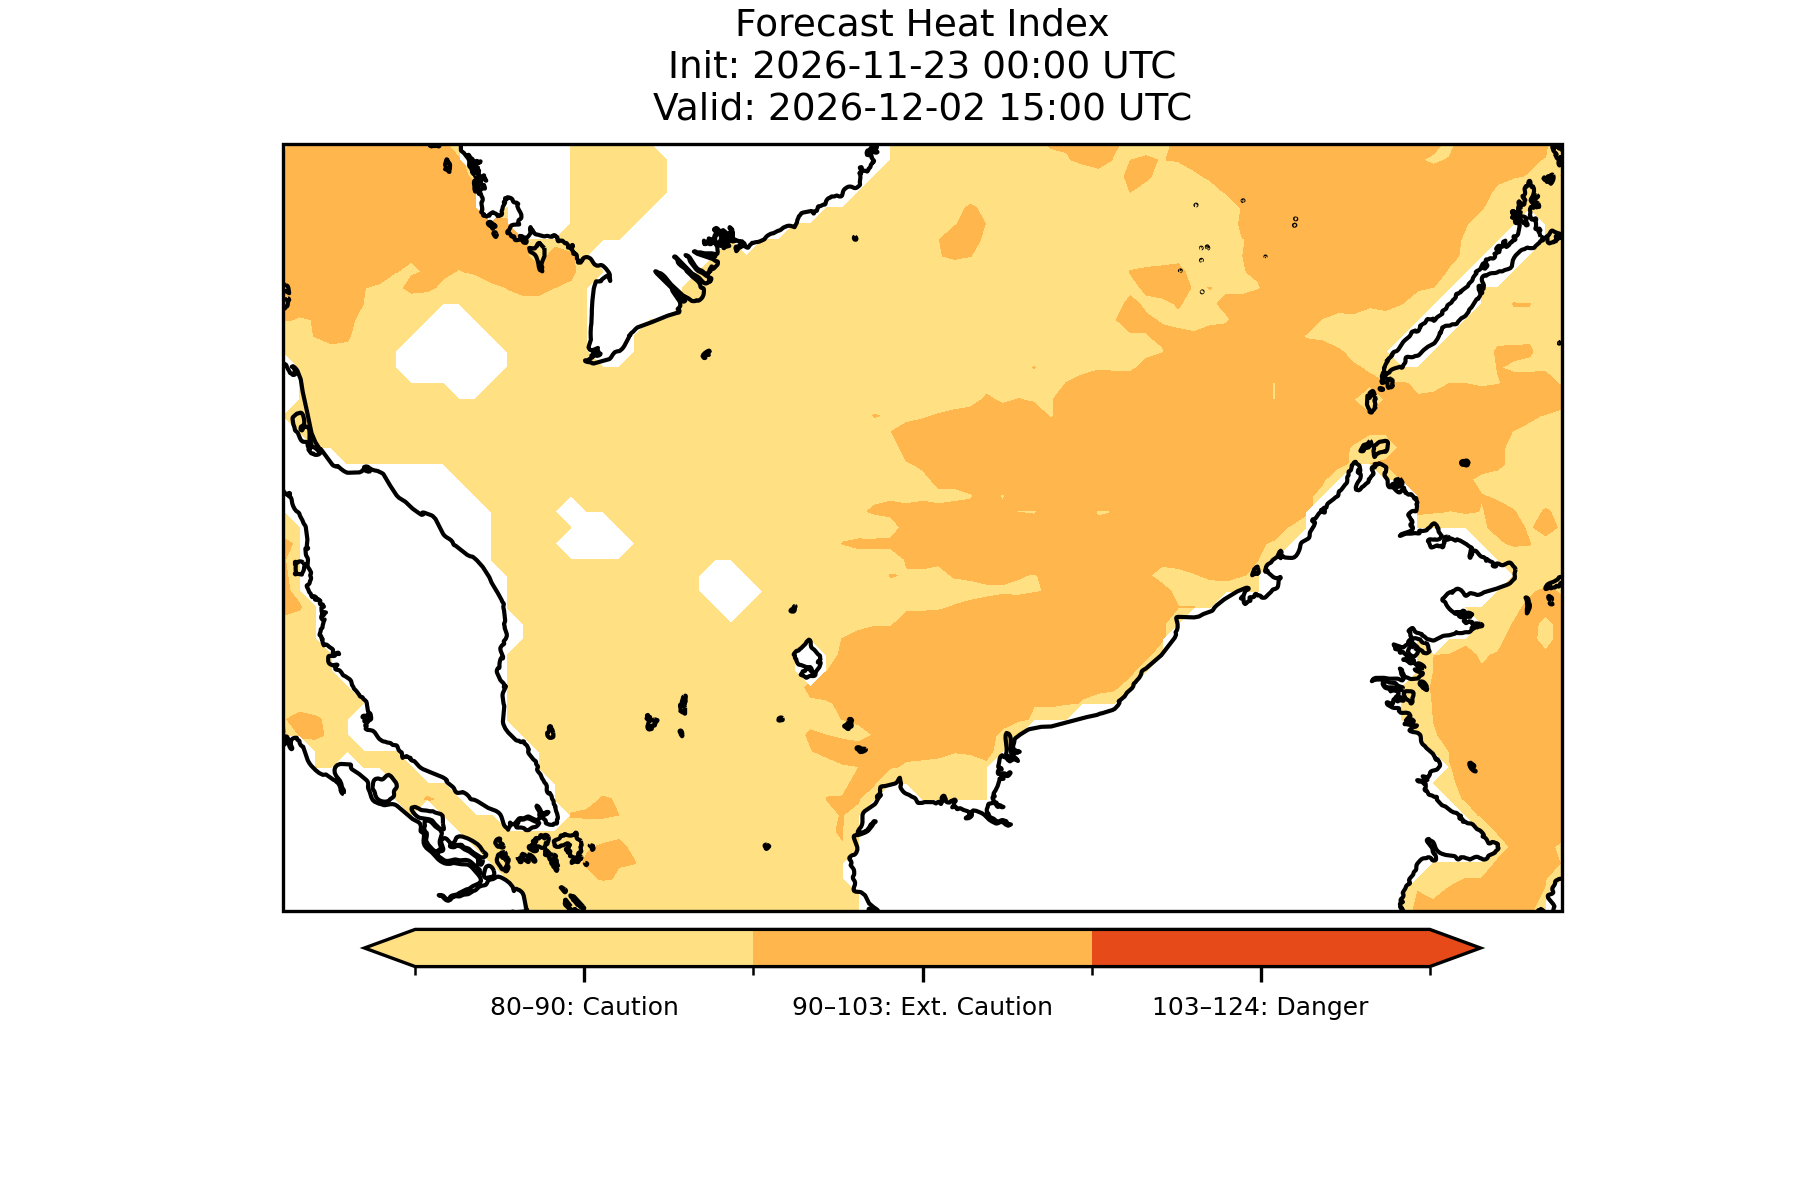 Forecast Heat Index
Init: 2026-11-23 00:00 UTC
Valid: 2026-12-02 15:00 UTC
80–90: Caution
90–103: Ext. Caution
103–124: Danger